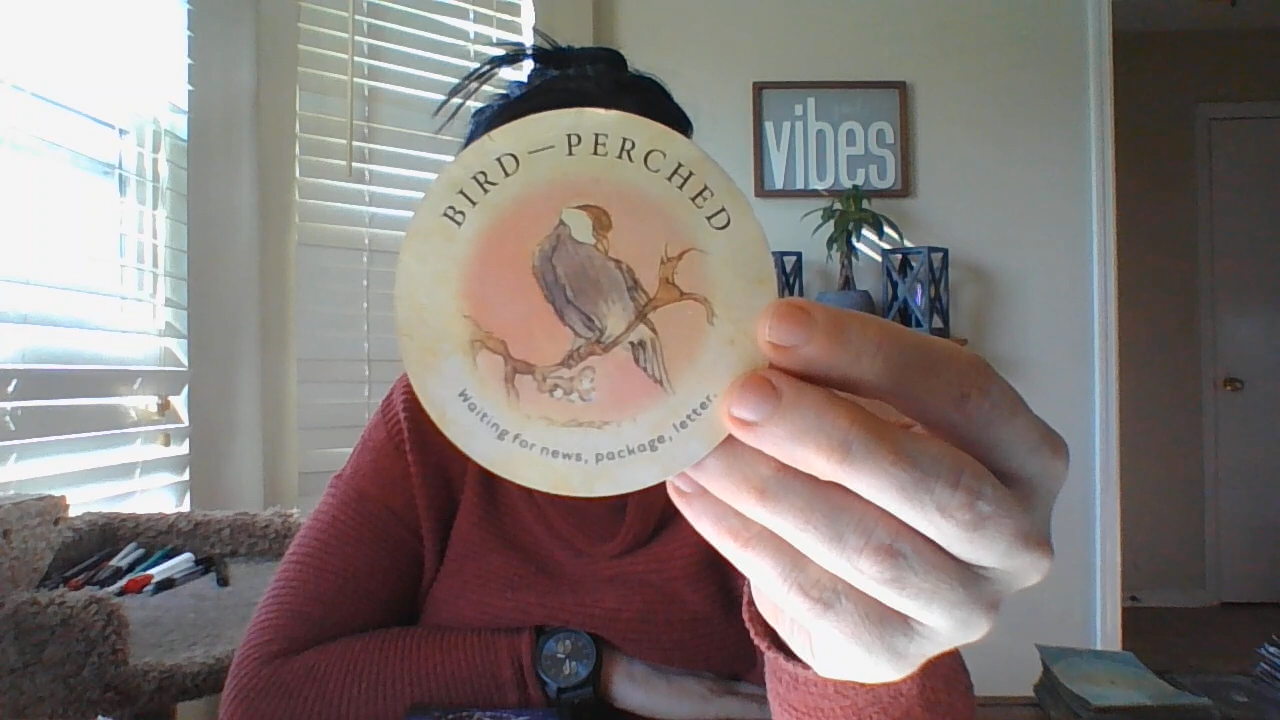 BIRD—PERCHED
vibes
Waiting for news, package, letter.